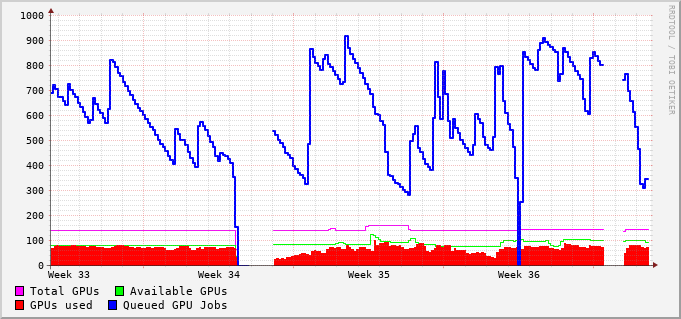 1000
900
800
700
600
500
400
300
200
100
0
Week 33 Week 34 Week 35 Week 36
Total GPUs Available GPUs
GPUs used Queued GPU Jobs
RRDTOOL / TOBI OETIKER